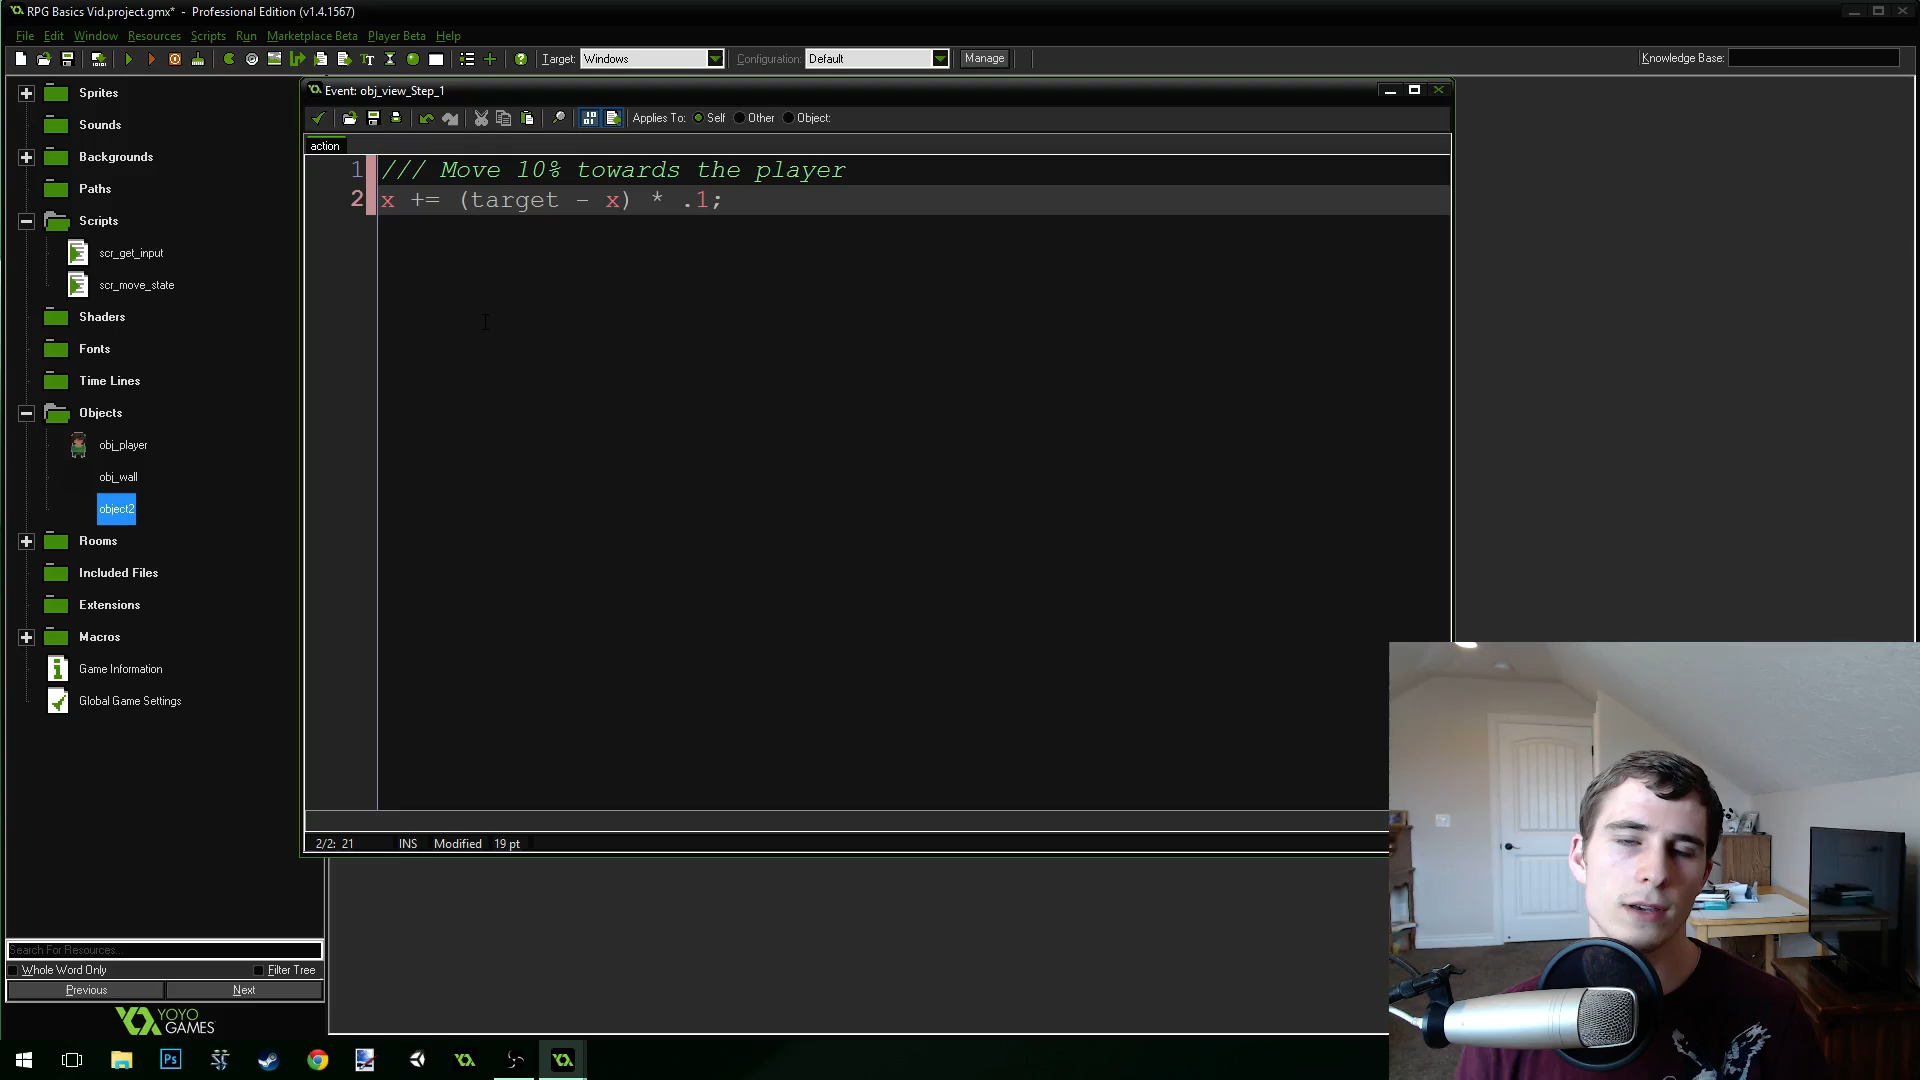 RPG Basics Vid.project.gmx* - Professional Edition (v1.4.1567)
File Edit Window Resources Scripts Run Marketplace Beta Player Beta Help
Target: Windows Configuration: Default Manage Knowledge Base:
Sprites
Sounds
Backgrounds
Paths
Scripts
scr_get_input
scr_move_state
Shaders
Fonts
Time Lines
Objects
obj_player
obj_wall
object2
Rooms
Included Files
Extensions
Macros
Game Information
Global Game Settings
Search For Resources...
Whole Word Only Filter Tree
Previous Next
YOYO
GAMES
Event: obj_view_Step_1
Applies To: Self Other Object:
action
1 /// Move 10% towards the player
2 x += (target - x) * .1;
2/2: 21 INS Modified 19 pt
Ps